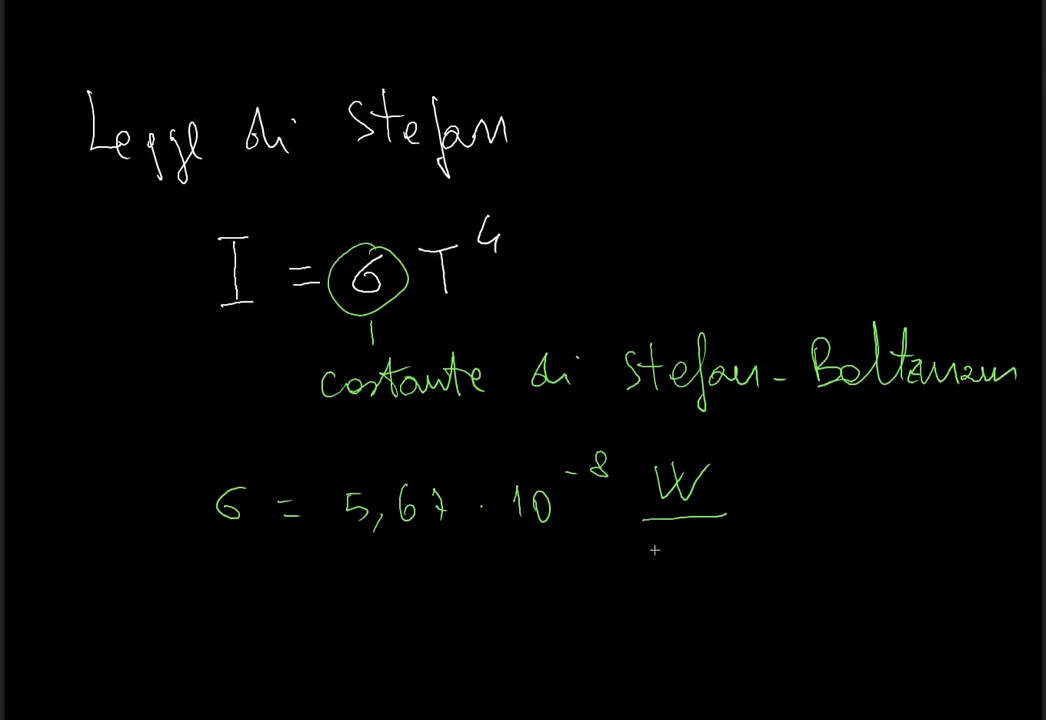 Legge di Stefan
I = σ T⁴
costante di Stefan-Boltzmann
σ = 5,67 · 10⁻⁸ W